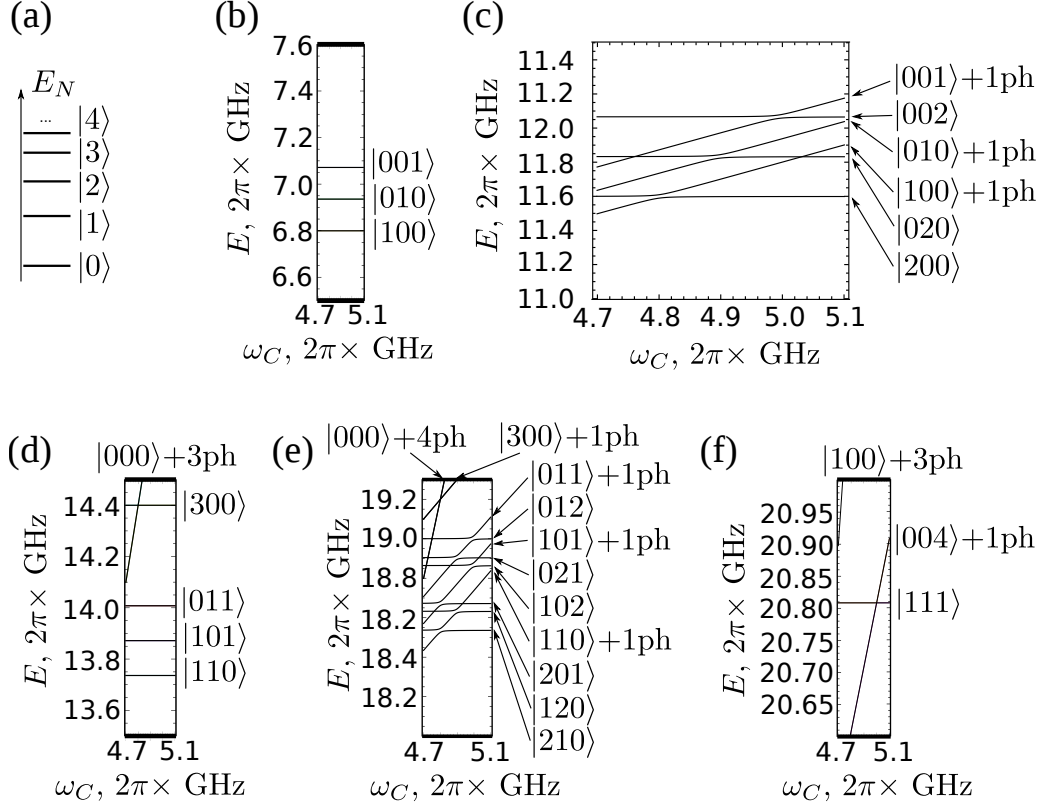 (a)
E_N
...
|4⟩
|3⟩
|2⟩
|1⟩
|0⟩
(b)
E, 2π× GHz
7.6
7.4
7.2
7.0
6.8
6.6
|001⟩
|010⟩
|100⟩
4.7 5.1
ω_C, 2π× GHz
(c)
E, 2π× GHz
11.4
11.2
12.0
11.8
11.6
11.4
11.2
11.0
4.7 4.8 4.9 5.0 5.1
ω_C, 2π× GHz
|001⟩+1ph
|002⟩
|010⟩+1ph
|100⟩+1ph
|020⟩
|200⟩
(d)
|000⟩+3ph
E, 2π× GHz
14.4
14.2
14.0
13.8
13.6
|300⟩
|011⟩
|101⟩
|110⟩
4.7 5.1
ω_C, 2π× GHz
(e)
|000⟩+4ph |300⟩+1ph
E, 2π× GHz
19.2
19.0
18.8
18.2
18.4
18.2
|011⟩+1ph
|012⟩
|101⟩+1ph
|021⟩
|102⟩
|110⟩+1ph
|201⟩
|120⟩
|210⟩
4.7 5.1
ω_C, 2π× GHz
(f)
|100⟩+3ph
E, 2π× GHz
20.95
20.90
20.85
20.80
20.75
20.70
20.65
|004⟩+1ph
|111⟩
4.7 5.1
ω_C, 2π× GHz